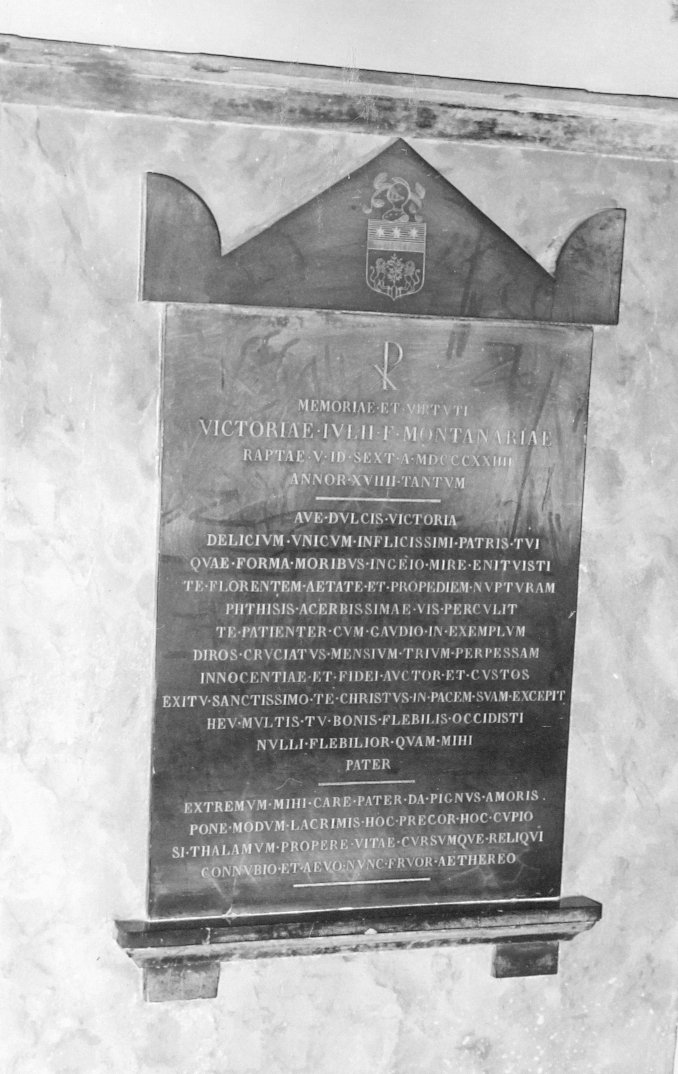 ☧
MEMORIAE·ET·VIRTVTI
VICTORIAE·IVLII·F·MONTANARIAE
RAPTAE·V·ID·SEXT·A·MDCCCXXIIII
ANNOR·XVIIII·TANTVM
AVE·DVLCIS·VICTORIA
DELICIVM·VNICVM·INFLICISSIMI·PATRIS·TVI
QVAE·FORMA·MORIBVS·INGEIO·MIRE·ENITVISTI
TE·FLORENTEM·AETATE·ET·PROPEDIEM·NVPTVRAM
PHTHISIS·ACERBISSIMAE·VIS·PERCVLIT
TE·PATIENTER·CVM·GAVDIO·IN·EXEMPLVM
DIROS·CRVCIATVS·MENSIVM·TRIVM·PERPESSAM
INNOCENTIAE·ET·FIDEI·AVCTOR·ET·CVSTOS
EXITV·SANCTISSIMO·TE·CHRISTVS·IN·PACEM·SVAM·EXCEPIT
HEV·MVLTIS·TV·BONIS·FLEBILIS·OCCIDISTI
NVLLI·FLEBILIOR·QVAM·MIHI
PATER
EXTREMVM·MIHI·CARE·PATER·DA·PIGNVS·AMORIS·
PONE·MODVM·LACRIMIS·HOC·PRECOR·HOC·CVPIO
SI·THALAMVM·PROPERE·VITAE·CVRSVMQVE·RELIQVI
CONNVBIO·ET·AEVO·NVNC·FRVOR·AETHEREO